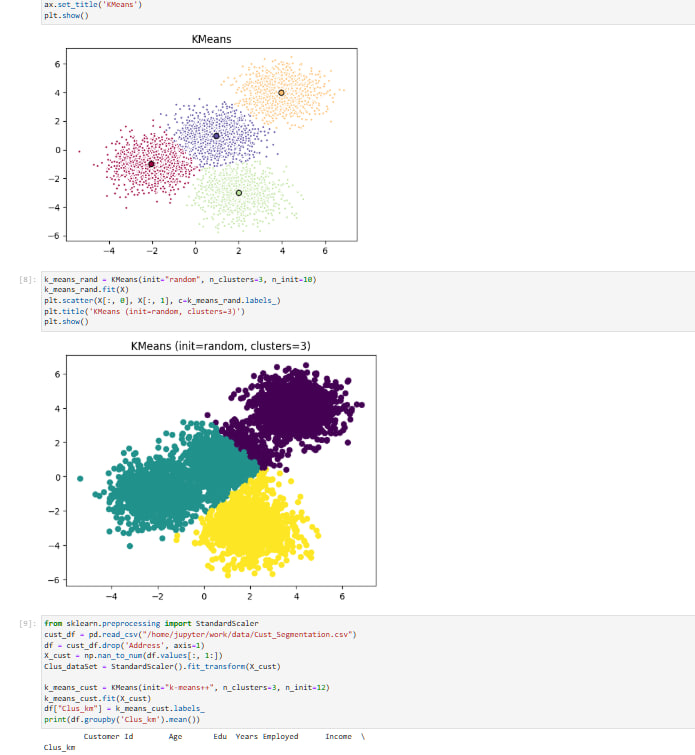 ax.set_title('KMeans')
plt.show()
KMeans
6
4
2
0
−2
−4
−6
−4 −2 0 2 4 6
[8]: k_means_rand = KMeans(init="random", n_clusters=3, n_init=10)
k_means_rand.fit(X)
plt.scatter(X[:, 0], X[:, 1], c=k_means_rand.labels_)
plt.title('KMeans (init=random, clusters=3)')
plt.show()
KMeans (init=random, clusters=3)
6
4
2
0
−2
−4
−6
−4 −2 0 2 4 6
[9]: from sklearn.preprocessing import StandardScaler
cust_df = pd.read_csv("/home/jupyter/work/data/Cust_Segmentation.csv")
df = cust_df.drop('Address', axis=1)
X_cust = np.nan_to_num(df.values[:, 1:])
Clus_dataSet = StandardScaler().fit_transform(X_cust)
k_means_cust = KMeans(init="k-means++", n_clusters=3, n_init=12)
k_means_cust.fit(X_cust)
df["Clus_km"] = k_means_cust.labels_
print(df.groupby('Clus_km').mean())
Customer Id Age Edu Years Employed Income \
Clus_km